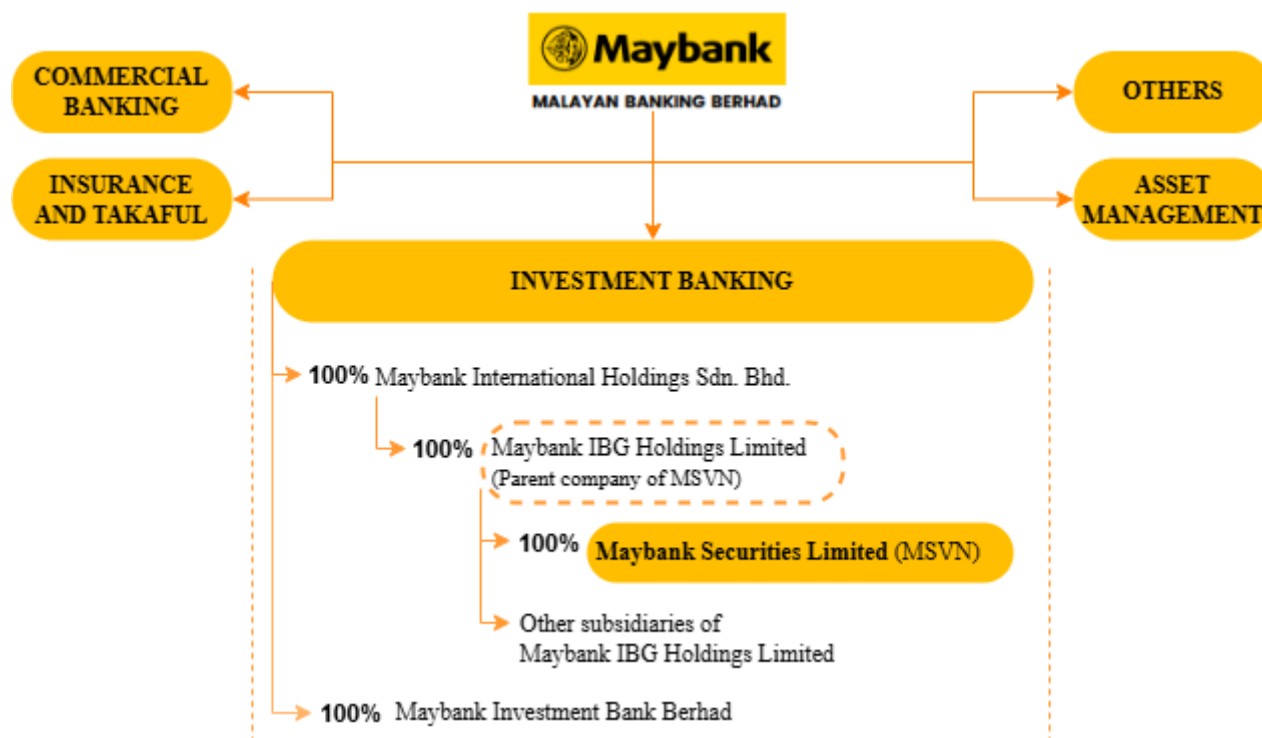 Maybank
MALAYAN BANKING BERHAD
COMMERCIAL
BANKING
OTHERS
INSURANCE
AND TAKAFUL
ASSET
MANAGEMENT
INVESTMENT BANKING
100% Maybank International Holdings Sdn. Bhd.
100% Maybank IBG Holdings Limited
(Parent company of MSVN)
100% Maybank Securities Limited (MSVN)
Other subsidiaries of
Maybank IBG Holdings Limited
100% Maybank Investment Bank Berhad